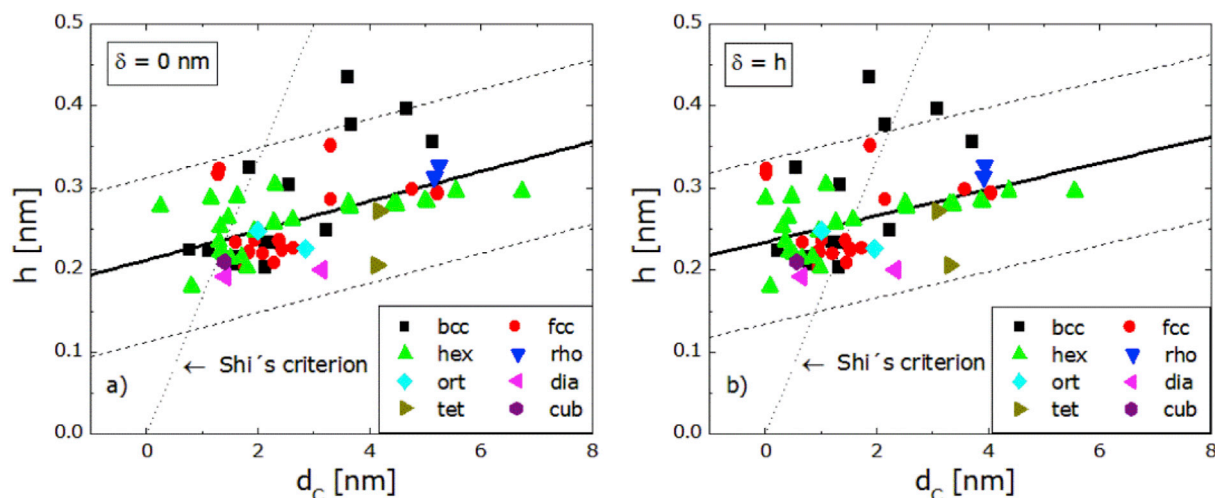 0.5
δ = 0 nm
0.4
0.3
h [nm]
0.2
0.1
0.0
← Shi´s criterion
a)
bcc fcc
hex rho
ort dia
tet cub
0 2 4 6 8
d_C [nm]
0.5
δ = h
0.4
0.3
h [nm]
0.2
0.1
0.0
← Shi´s criterion
b)
bcc fcc
hex rho
ort dia
tet cub
0 2 4 6 8
d_C [nm]